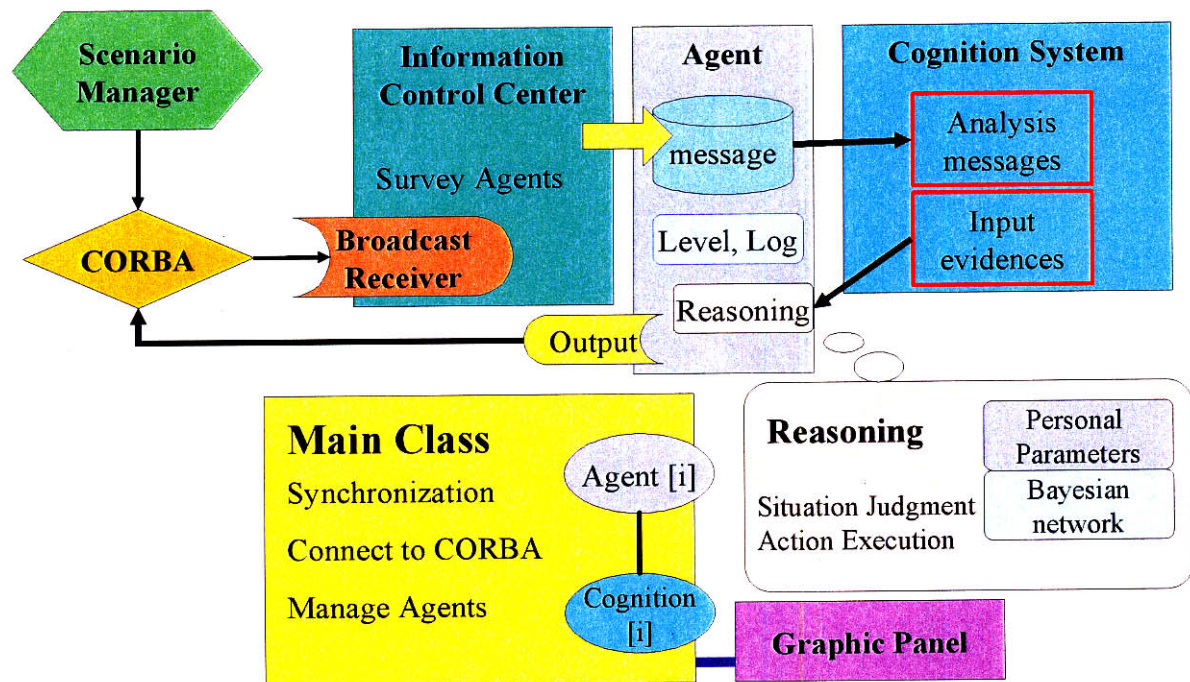 Scenario
Manager
CORBA
Information
Control Center
Survey Agents
Broadcast
Receiver
Agent
message
Level, Log
Reasoning
Output
Cognition System
Analysis
messages
Input
evidences
Main Class
Synchronization
Connect to CORBA
Manage Agents
Agent [i]
Cognition
[i]
Reasoning
Situation Judgment
Action Execution
Personal
Parameters
Bayesian
network
Graphic Panel